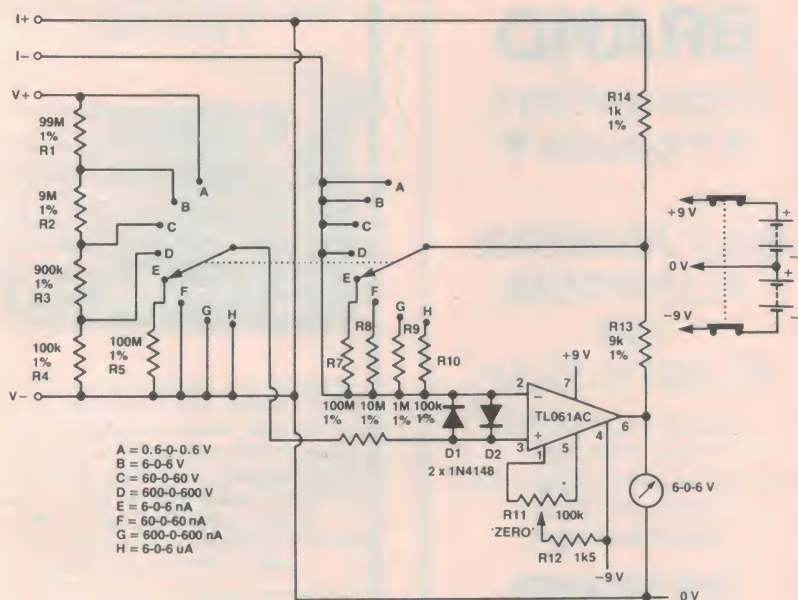 I+
I−
V+
99M
1%
R1
9M
1%
R2
900k
1%
R3
100k
1%
R4
V−
A
B
C
D
E
F
G
H
100M
1%
R5
A
B
C
D
E
F
G
H
R7
R8
R9
R10
100M
1%
10M
1%
1M
1%
100k
1%
R14
1k
1%
R13
9k
1%
+9 V
0 V
−9 V
+
−
+
−
+9V
2
−
7
TL061AC
6
3
+
1
5
4
D1
D2
2 x 1N4148
R11
100k
'ZERO'
R12
1k5
−9 V
6-0-6 V
0 V
A = 0.6-0-0.6 V
B = 6-0-6 V
C = 60-0-60 V
D = 600-0-600 V
E = 6-0-6 nA
F = 60-0-60 nA
G = 600-0-600 nA
H = 6-0-6 uA